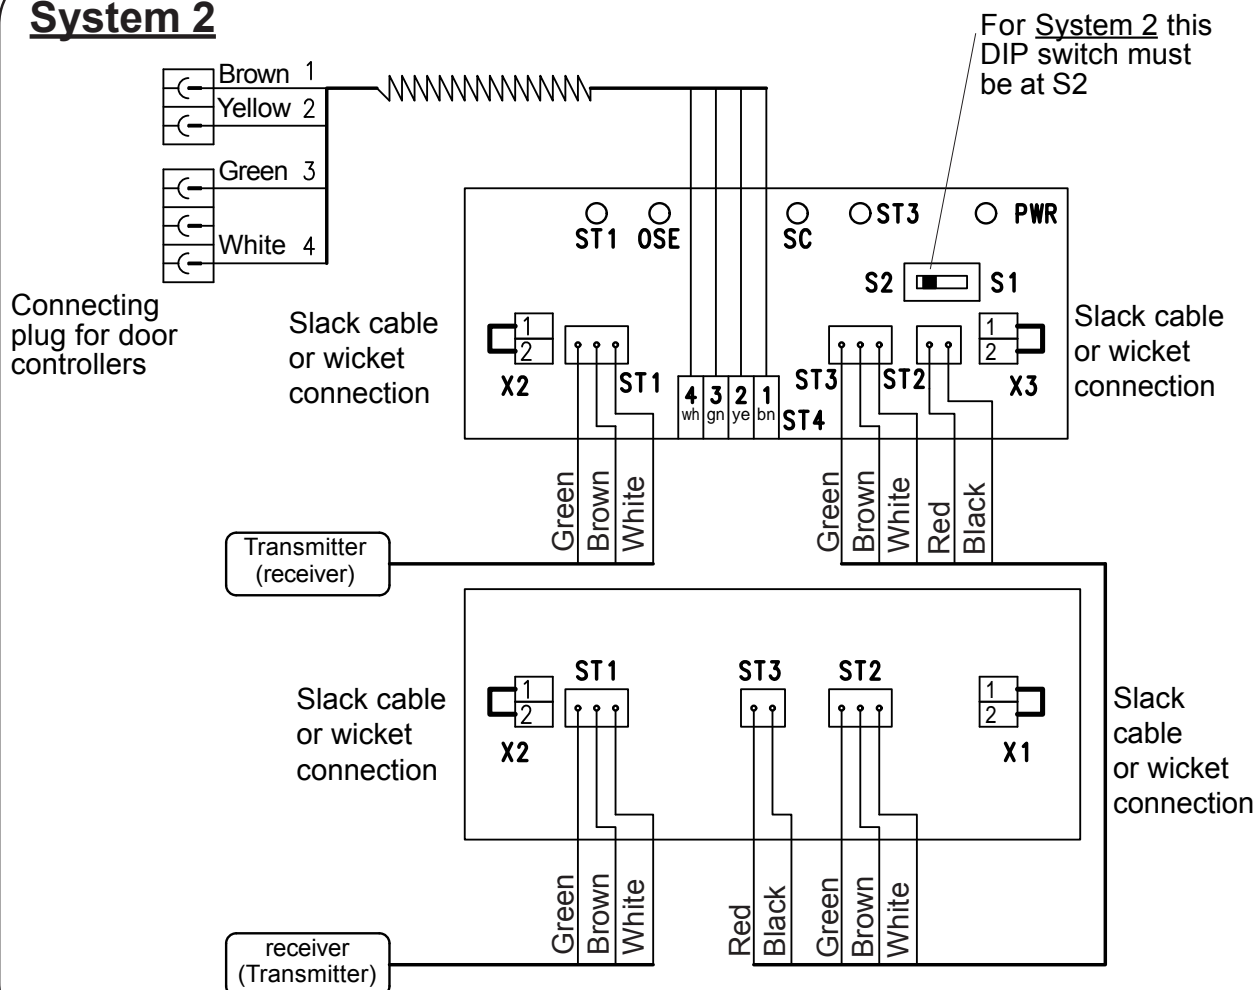 System 2
For System 2 this
DIP switch must
be at S2
Brown 1
Yellow 2
Green 3
White 4
Connecting
plug for door
controllers
ST1 OSE SC ST3 PWR
S2 S1
Slack cable
or wicket
connection
1
2
X2
ST1
4 3 2 1
wh gn ye bn
ST4
ST3 ST2
1
2
X3
Slack cable
or wicket
connection
Green
Brown
White
Green
Brown
White
Red
Black
Transmitter
(receiver)
Slack cable
or wicket
connection
1
2
X2
ST1
ST3
ST2
1
2
X1
Slack
cable
or wicket
connection
Green
Brown
White
Red
Black
Green
Brown
White
receiver
(Transmitter)